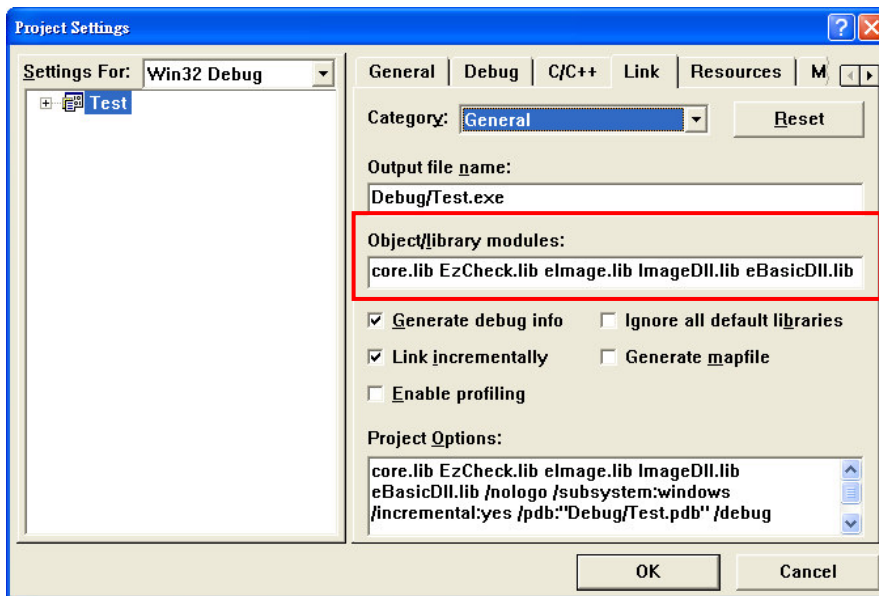 Project Settings
Settings For: Win32 Debug
Test
General Debug C/C++ Link Resources M
Category: General Reset
Output file name:
Debug/Test.exe
Object/library modules:
core.lib EzCheck.lib eImage.lib ImageDll.lib eBasicDll.lib
Generate debug info Ignore all default libraries
Link incrementally Generate mapfile
Enable profiling
Project Options:
core.lib EzCheck.lib eImage.lib ImageDll.lib
eBasicDll.lib /nologo /subsystem:windows
/incremental:yes /pdb:"Debug/Test.pdb" /debug
OK Cancel